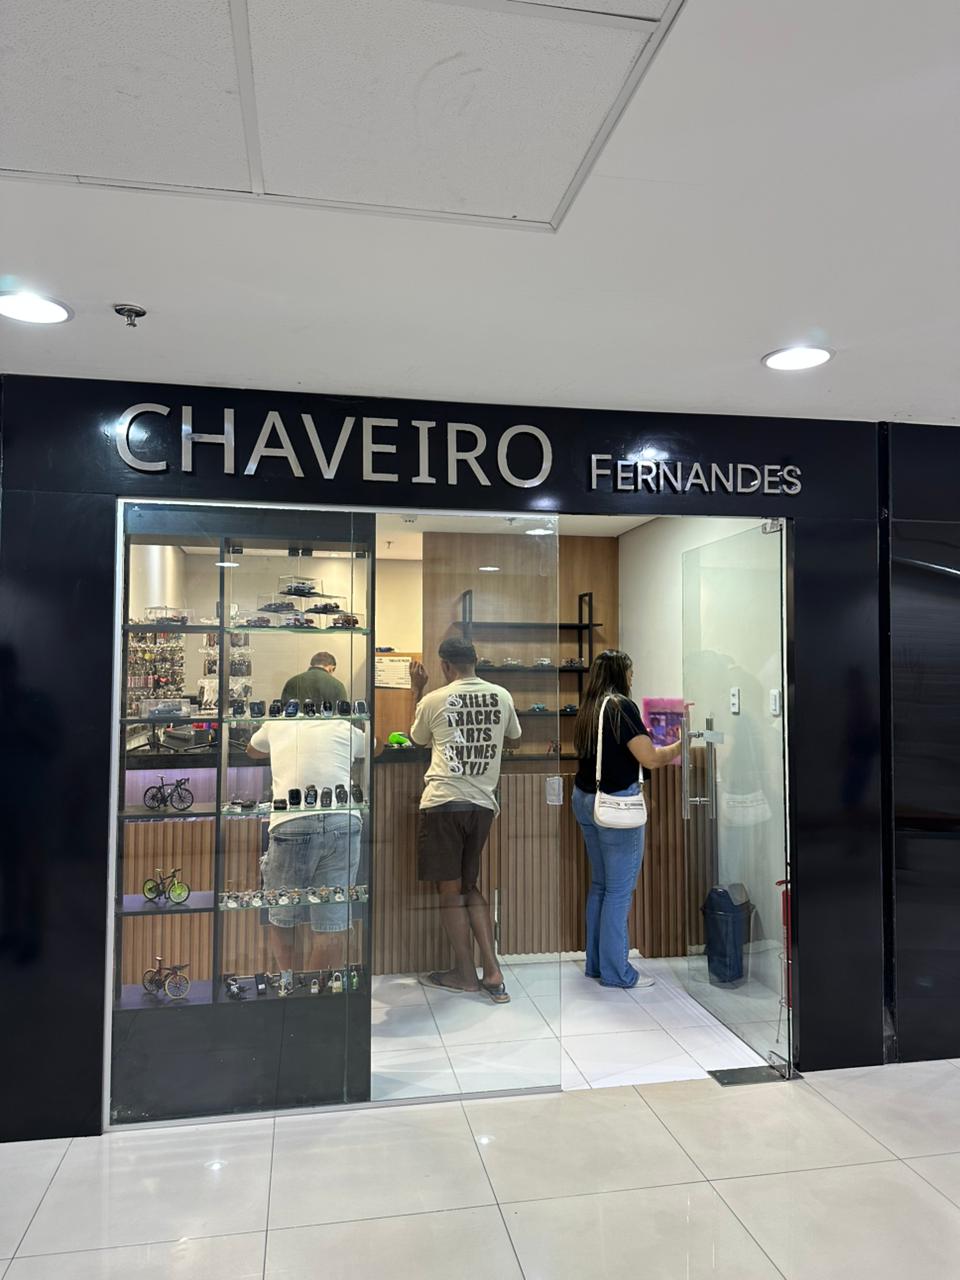 CHAVEIRO FERNANDES
SKILLS
TRACKS
ARTS
RHYMES
STYLE